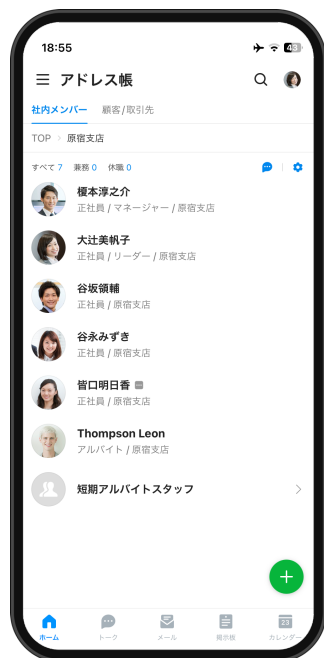 18:55
43
アドレス帳
社内メンバー 顧客/取引先
TOP > 原宿支店
すべて 7 兼務 0 休職 0
榎本淳之介
正社員 / マネージャー / 原宿支店
大辻美帆子
正社員 / リーダー / 原宿支店
谷坂領輔
正社員 / 原宿支店
谷永みずき
正社員 / 原宿支店
皆口明日香
正社員 / 原宿支店
Thompson Leon
アルバイト / 原宿支店
短期アルバイトスタッフ
23
ホーム トーク メール 掲示板 カレンダー